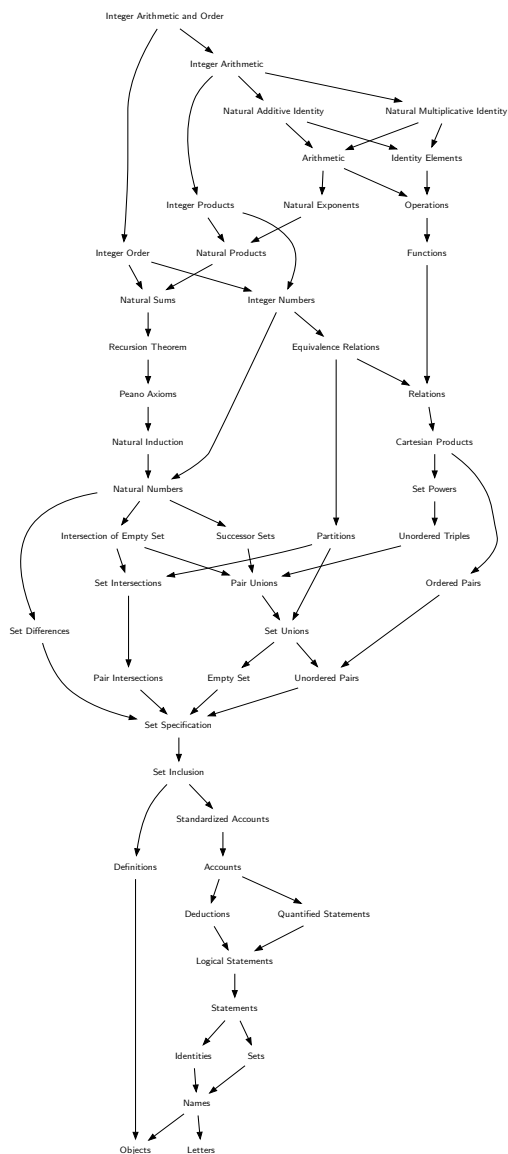 Integer Arithmetic and Order
Integer Arithmetic
Natural Additive Identity
Natural Multiplicative Identity
Arithmetic
Identity Elements
Integer Products
Natural Exponents
Operations
Integer Order
Natural Products
Functions
Natural Sums
Integer Numbers
Recursion Theorem
Equivalence Relations
Peano Axioms
Relations
Natural Induction
Cartesian Products
Natural Numbers
Set Powers
Intersection of Empty Set
Successor Sets
Partitions
Unordered Triples
Set Intersections
Pair Unions
Ordered Pairs
Set Differences
Set Unions
Pair Intersections
Empty Set
Unordered Pairs
Set Specification
Set Inclusion
Standardized Accounts
Definitions
Accounts
Deductions
Quantified Statements
Logical Statements
Statements
Identities
Sets
Names
Objects
Letters